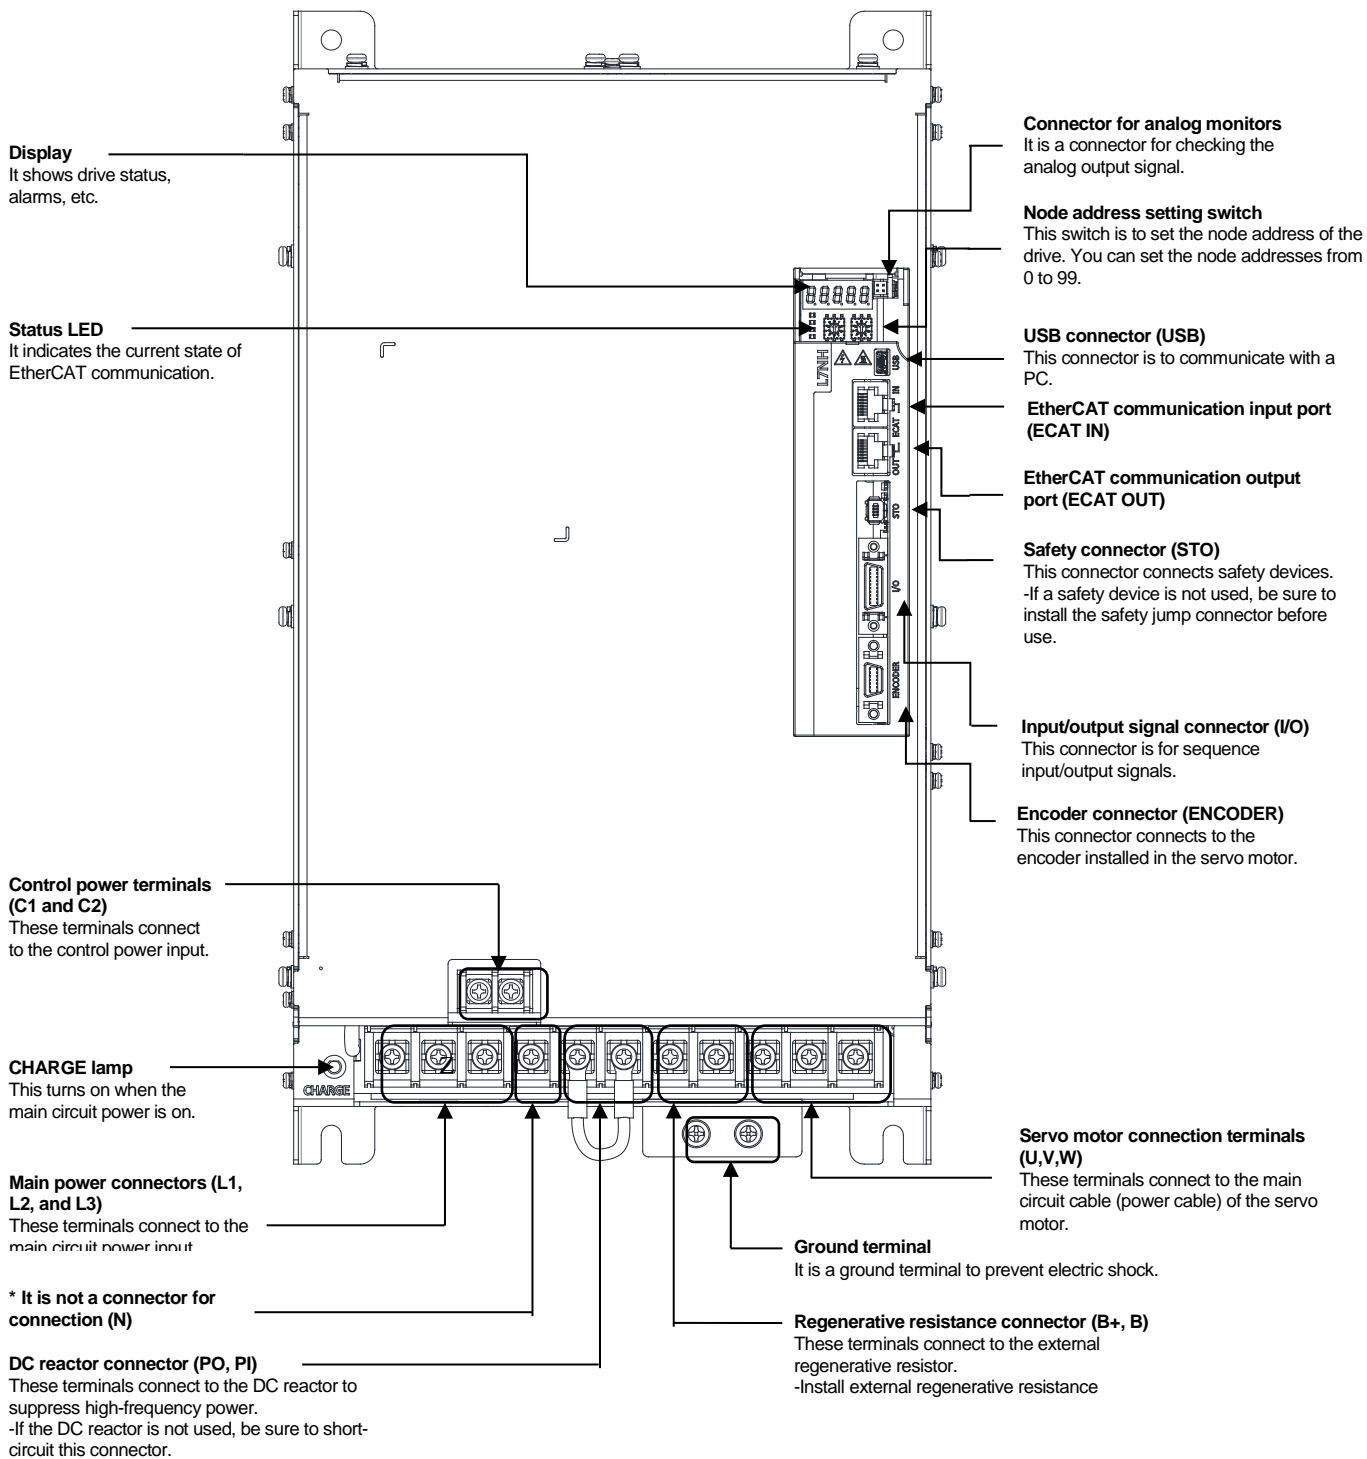 Display
It shows drive status,
alarms, etc.
Status LED
It indicates the current state of
EtherCAT communication.
Control power terminals
(C1 and C2)
These terminals connect
to the control power input.
CHARGE lamp
This turns on when the
main circuit power is on.
Main power connectors (L1,
L2, and L3)
These terminals connect to the
main circuit power input
* It is not a connector for
connection (N)
DC reactor connector (PO, PI)
These terminals connect to the DC reactor to
suppress high-frequency power.
-If the DC reactor is not used, be sure to short-
circuit this connector.
88888
L7NH
USB
IN
ECAT
OUT
STO
I/O
ENCODER
CHARGE
2
Connector for analog monitors
It is a connector for checking the
analog output signal.
Node address setting switch
This switch is to set the node address of the
drive. You can set the node addresses from
0 to 99.
USB connector (USB)
This connector is to communicate with a
PC.
EtherCAT communication input port
(ECAT IN)
EtherCAT communication output
port (ECAT OUT)
Safety connector (STO)
This connector connects safety devices.
-If a safety device is not used, be sure to
install the safety jump connector before
use.
Input/output signal connector (I/O)
This connector is for sequence
input/output signals.
Encoder connector (ENCODER)
This connector connects to the
encoder installed in the servo motor.
Servo motor connection terminals
(U,V,W)
These terminals connect to the main
circuit cable (power cable) of the servo
motor.
Ground terminal
It is a ground terminal to prevent electric shock.
Regenerative resistance connector (B+, B)
These terminals connect to the external
regenerative resistor.
-Install external regenerative resistance